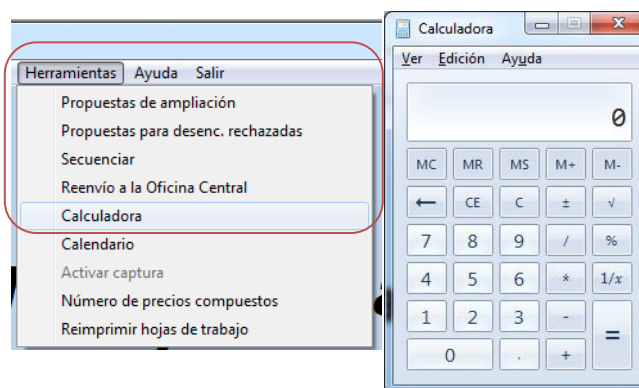 Herramientas Ayuda Salir
Propuestas de ampliación
Propuestas para desenc. rechazadas
Secuenciar
Reenvío a la Oficina Central
Calculadora
Calendario
Activar captura
Número de precios compuestos
Reimprimir hojas de trabajo
Calculadora
Ver Edición Ayuda
0
MC MR MS M+ M-
← CE C ± √
7 8 9 / %
4 5 6 * 1/x
1 2 3 - =
0 . +